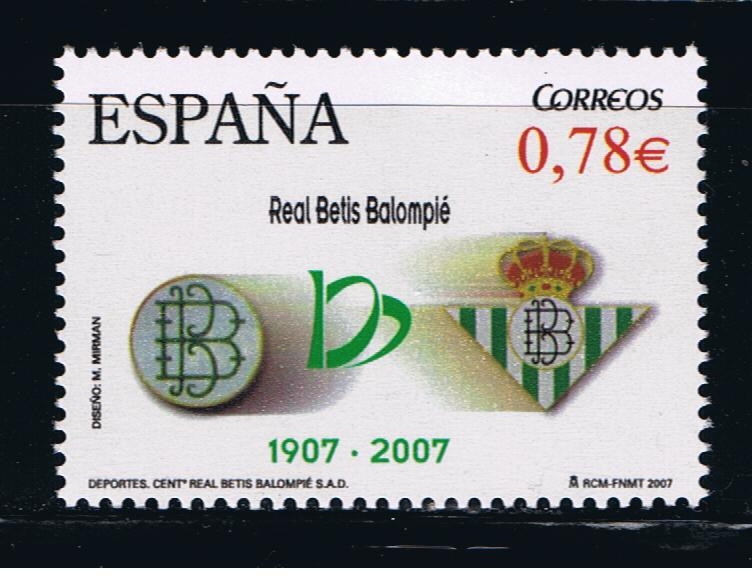 ESPAÑA
CORREOS
0,78€
Real Betis Balompié
1907 · 2007
DISEÑO: M. MIRMAN
DEPORTES. CENTº REAL BETIS BALOMPIÉ S.A.D.
RCM-FNMT 2007